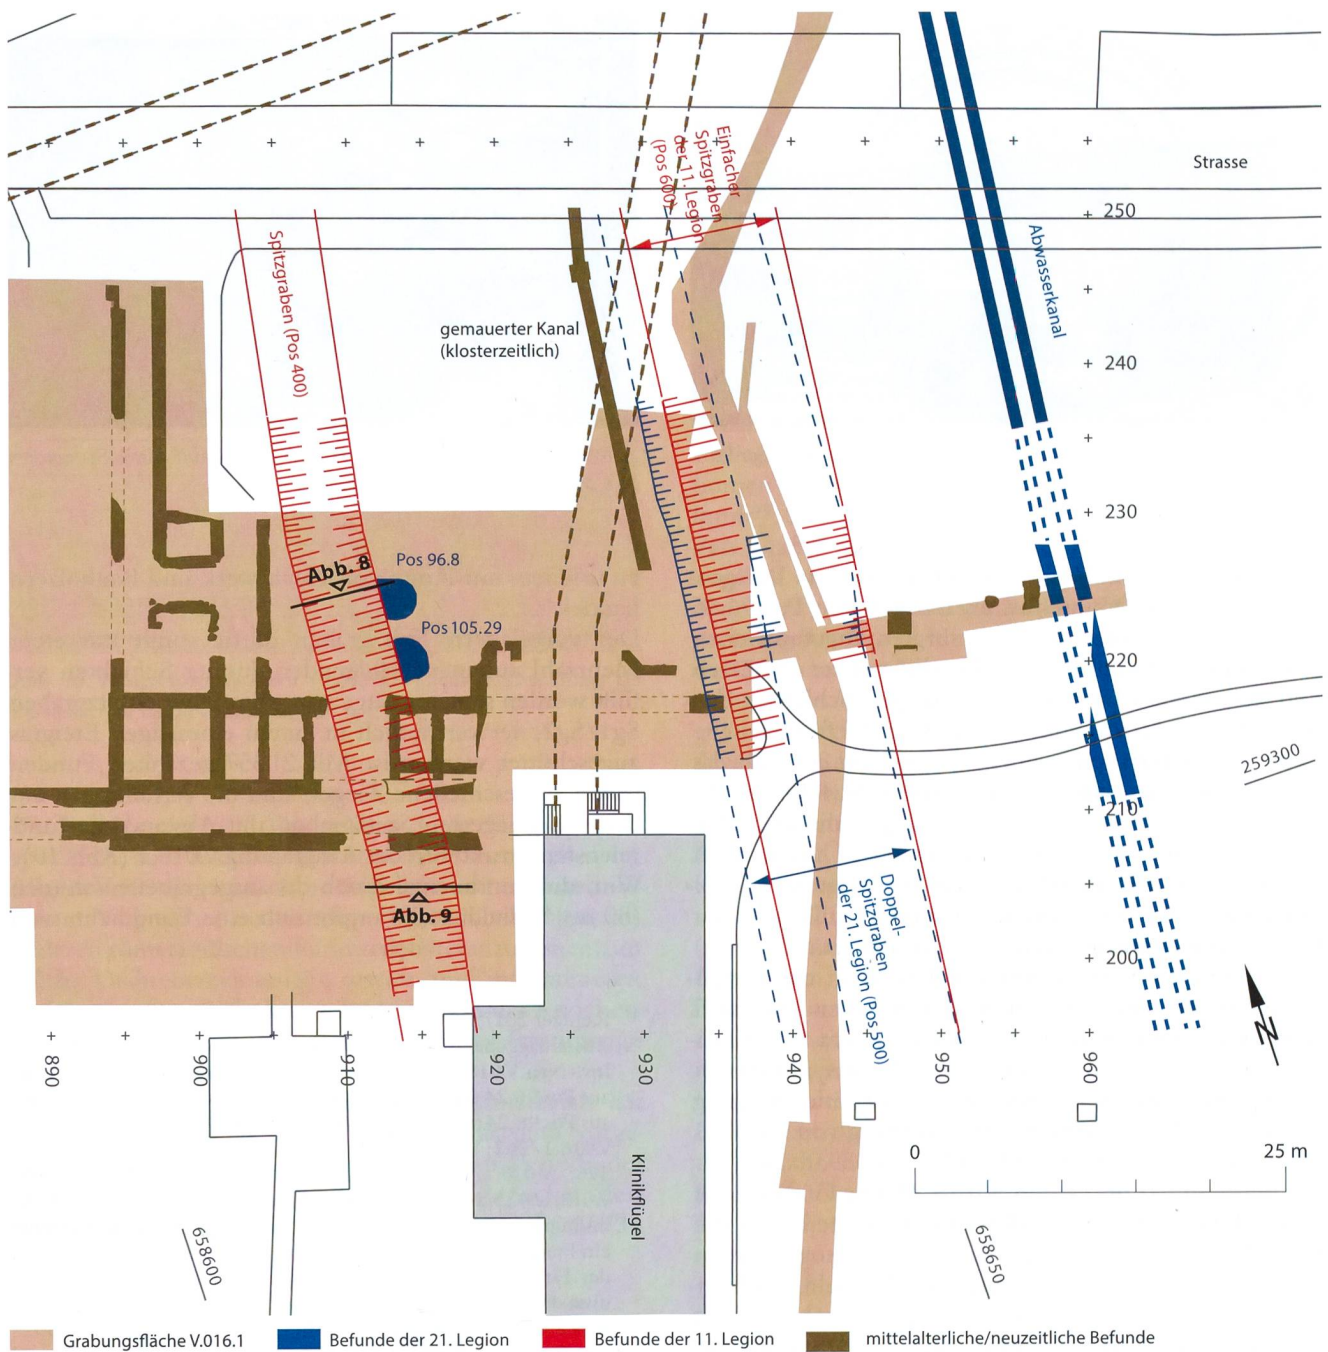 Strasse
Einfacher
Spitzgraben
der 11. Legion
(Pos 600)
250
Abwasserkanal
Spitzgraben (Pos 400)
gemauerter Kanal
(klosterzeitlich)
240
230
Abb. 8
Pos 96.8
Pos 105.29
220
259300
210
Doppel-
Spitzgraben
der 21. Legion (Pos 500)
Abb. 9
200
N
890
900
910
920
930
940
950
960
0
25 m
Klinikflügel
658600
658650
Grabungsfläche V.016.1
Befunde der 21. Legion
Befunde der 11. Legion
mittelalterliche/neuzeitliche Befunde